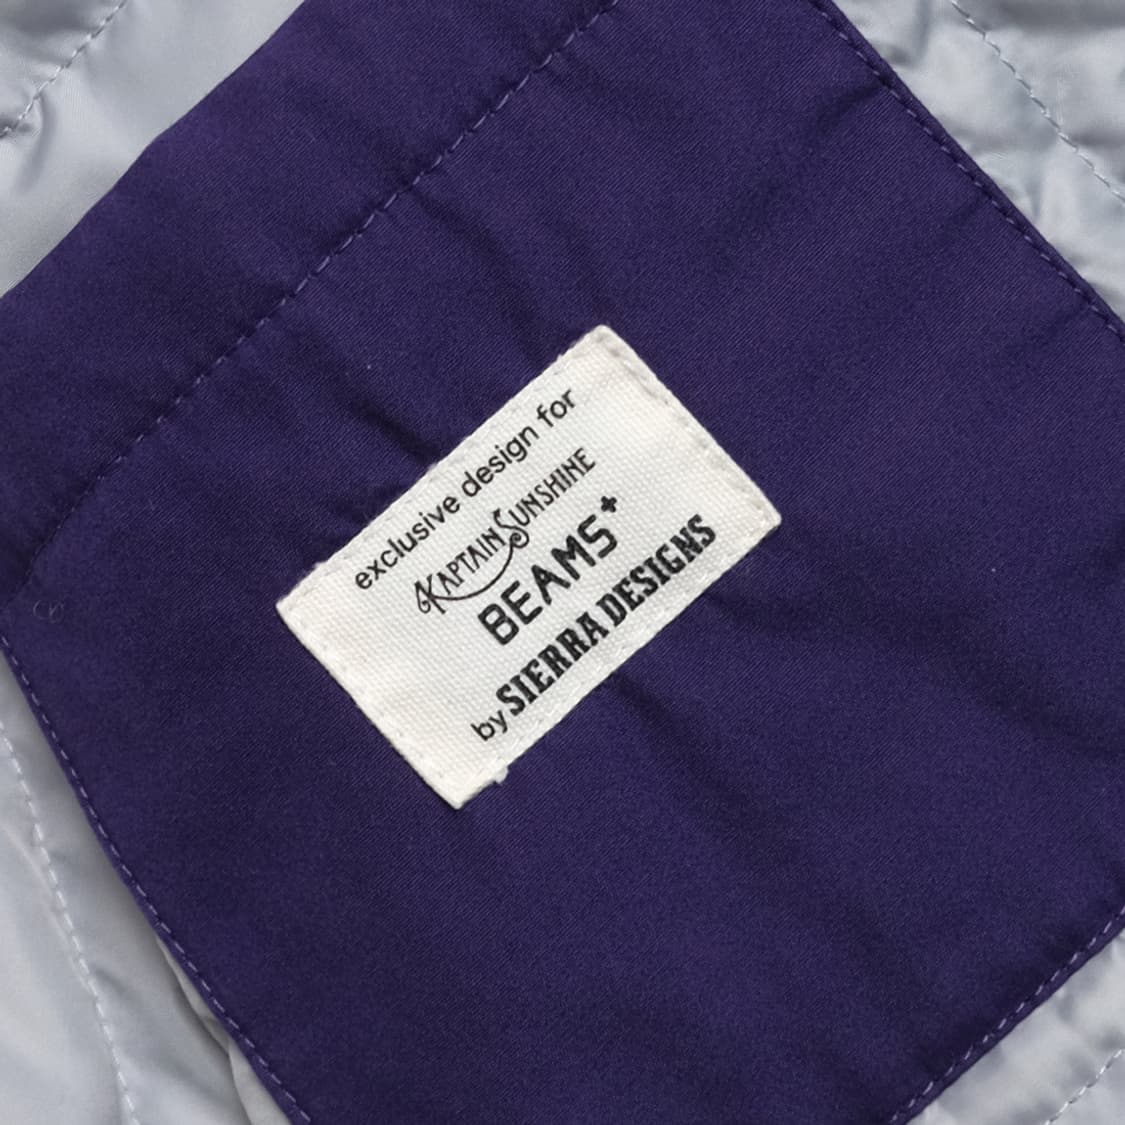 exclusive design for
KAPTAIN SUNSHINE
BEAMS+
by SIERRA DESIGNS